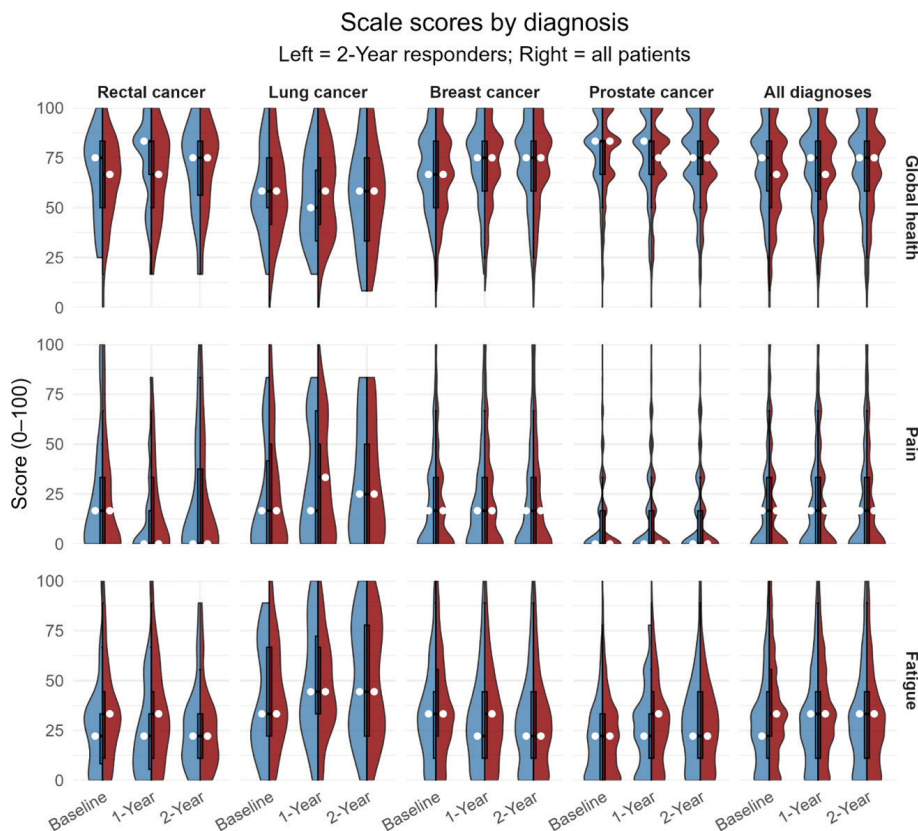 Scale scores by diagnosis
Left = 2-Year responders; Right = all patients
Rectal cancer Lung cancer Breast cancer Prostate cancer All diagnoses
100
75
50
25
0
Global health
100
75
50
25
0
Pain
Score (0–100)
100
75
50
25
0
Fatigue
Baseline 1-Year 2-Year Baseline 1-Year 2-Year Baseline 1-Year 2-Year Baseline 1-Year 2-Year Baseline 1-Year 2-Year